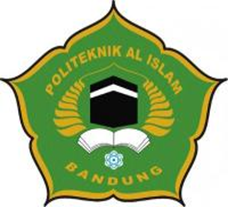 POLITEKNIK AL ISLAM
BANDUNG